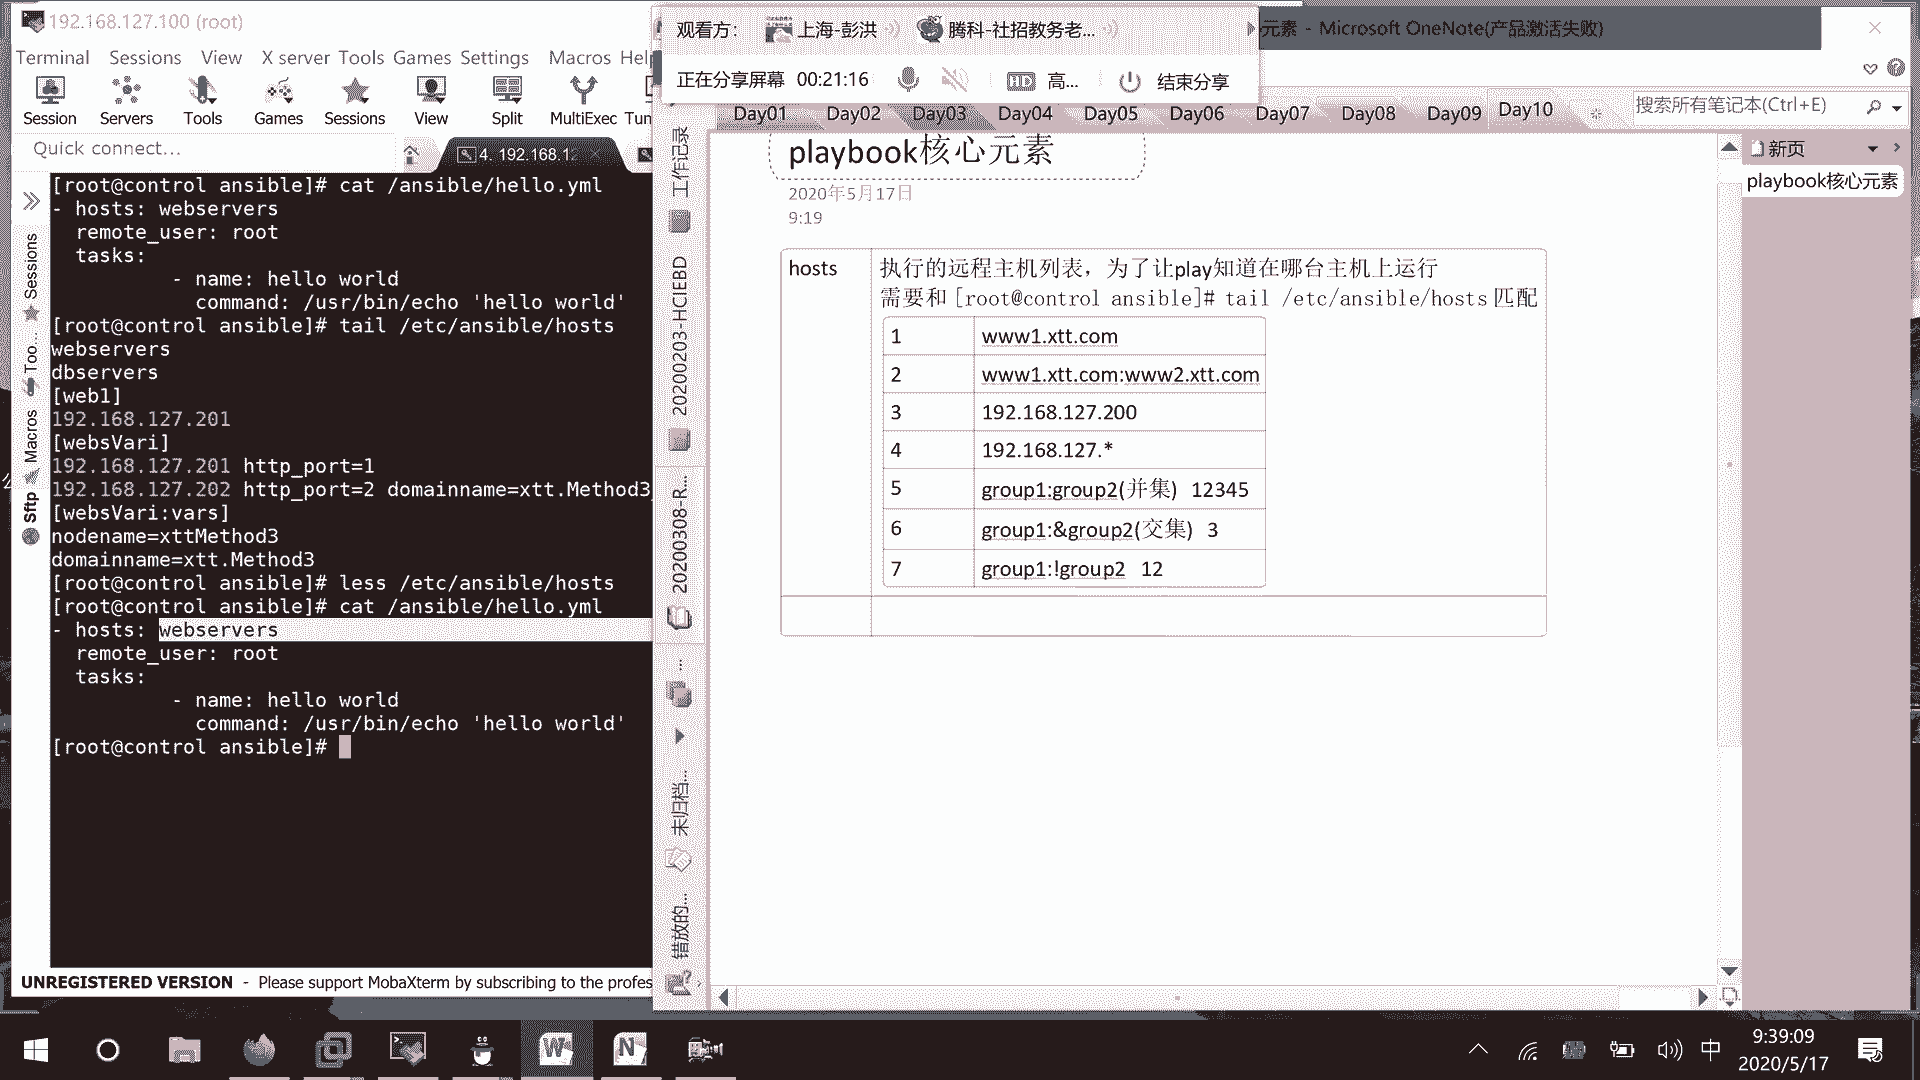 192.168.127.100 (root)
Terminal Sessions View X server Tools Games Settings Macros Help
Session Servers Tools Games Sessions View Split MultiExec Tun
Quick connect...
4. 192.168.12
[root@control ansible]# cat /ansible/hello.yml
- hosts: webservers
remote_user: root
tasks:
- name: hello world
command: /usr/bin/echo 'hello world'
[root@control ansible]# tail /etc/ansible/hosts
webservers
dbservers
[web1]
192.168.127.201
[websVari]
192.168.127.201 http_port=1
192.168.127.202 http_port=2 domainname=xtt.Method3
[websVari:vars]
nodename=xttMethod3
domainname=xtt.Method3
[root@control ansible]# less /etc/ansible/hosts
[root@control ansible]# cat /ansible/hello.yml
- hosts: webservers
remote_user: root
tasks:
- name: hello world
command: /usr/bin/echo 'hello world'
[root@control ansible]#
Sessions
Too...
Macros
Sftp
UNREGISTERED VERSION - Please support MobaXterm by subscribing to the profes
观看方: 上海-彭洪 腾科-社招教务老...
正在分享屏幕 00:21:16 高... 结束分享
元素 - Microsoft OneNote(产品激活失败)
Day01 Day02 Day03 Day04 Day05 Day06 Day07 Day08 Day09 Day10
搜索所有笔记本(Ctrl+E)
工作记录
20200203-HCIEBD
20200308-R...
...
未归档...
错放的...
playbook核心元素
2020年5月17日
9:19
hosts 执行的远程主机列表，为了让play知道在哪台主机上运行
需要和 [root@control ansible]# tail /etc/ansible/hosts 匹配
1 www1.xtt.com
2 www1.xtt.com:www2.xtt.com
3 192.168.127.200
4 192.168.127.*
5 group1:group2(并集) 12345
6 group1:&group2(交集) 3
7 group1:!group2 12
新页
playbook核心元素
中
9:39:09
2020/5/17